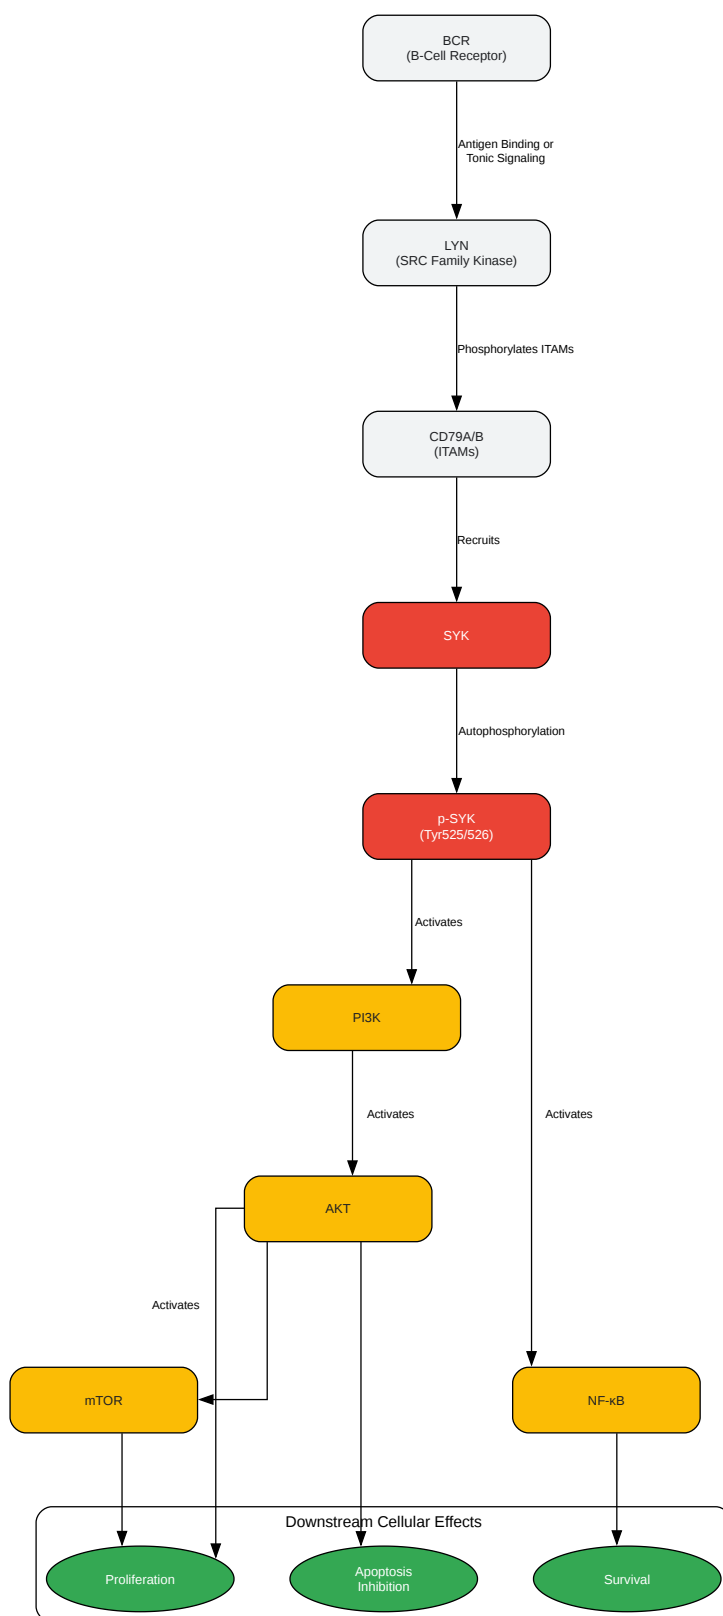 BCR
(B-Cell Receptor)
Antigen Binding or
Tonic Signaling
LYN
(SRC Family Kinase)
Phosphorylates ITAMs
CD79A/B
(ITAMs)
Recruits
SYK
Autophosphorylation
p-SYK
(Tyr525/526)
Activates
PI3K
Activates
Activates
AKT
Activates
mTOR
NF-κB
Downstream Cellular Effects
Proliferation
Apoptosis
Inhibition
Survival